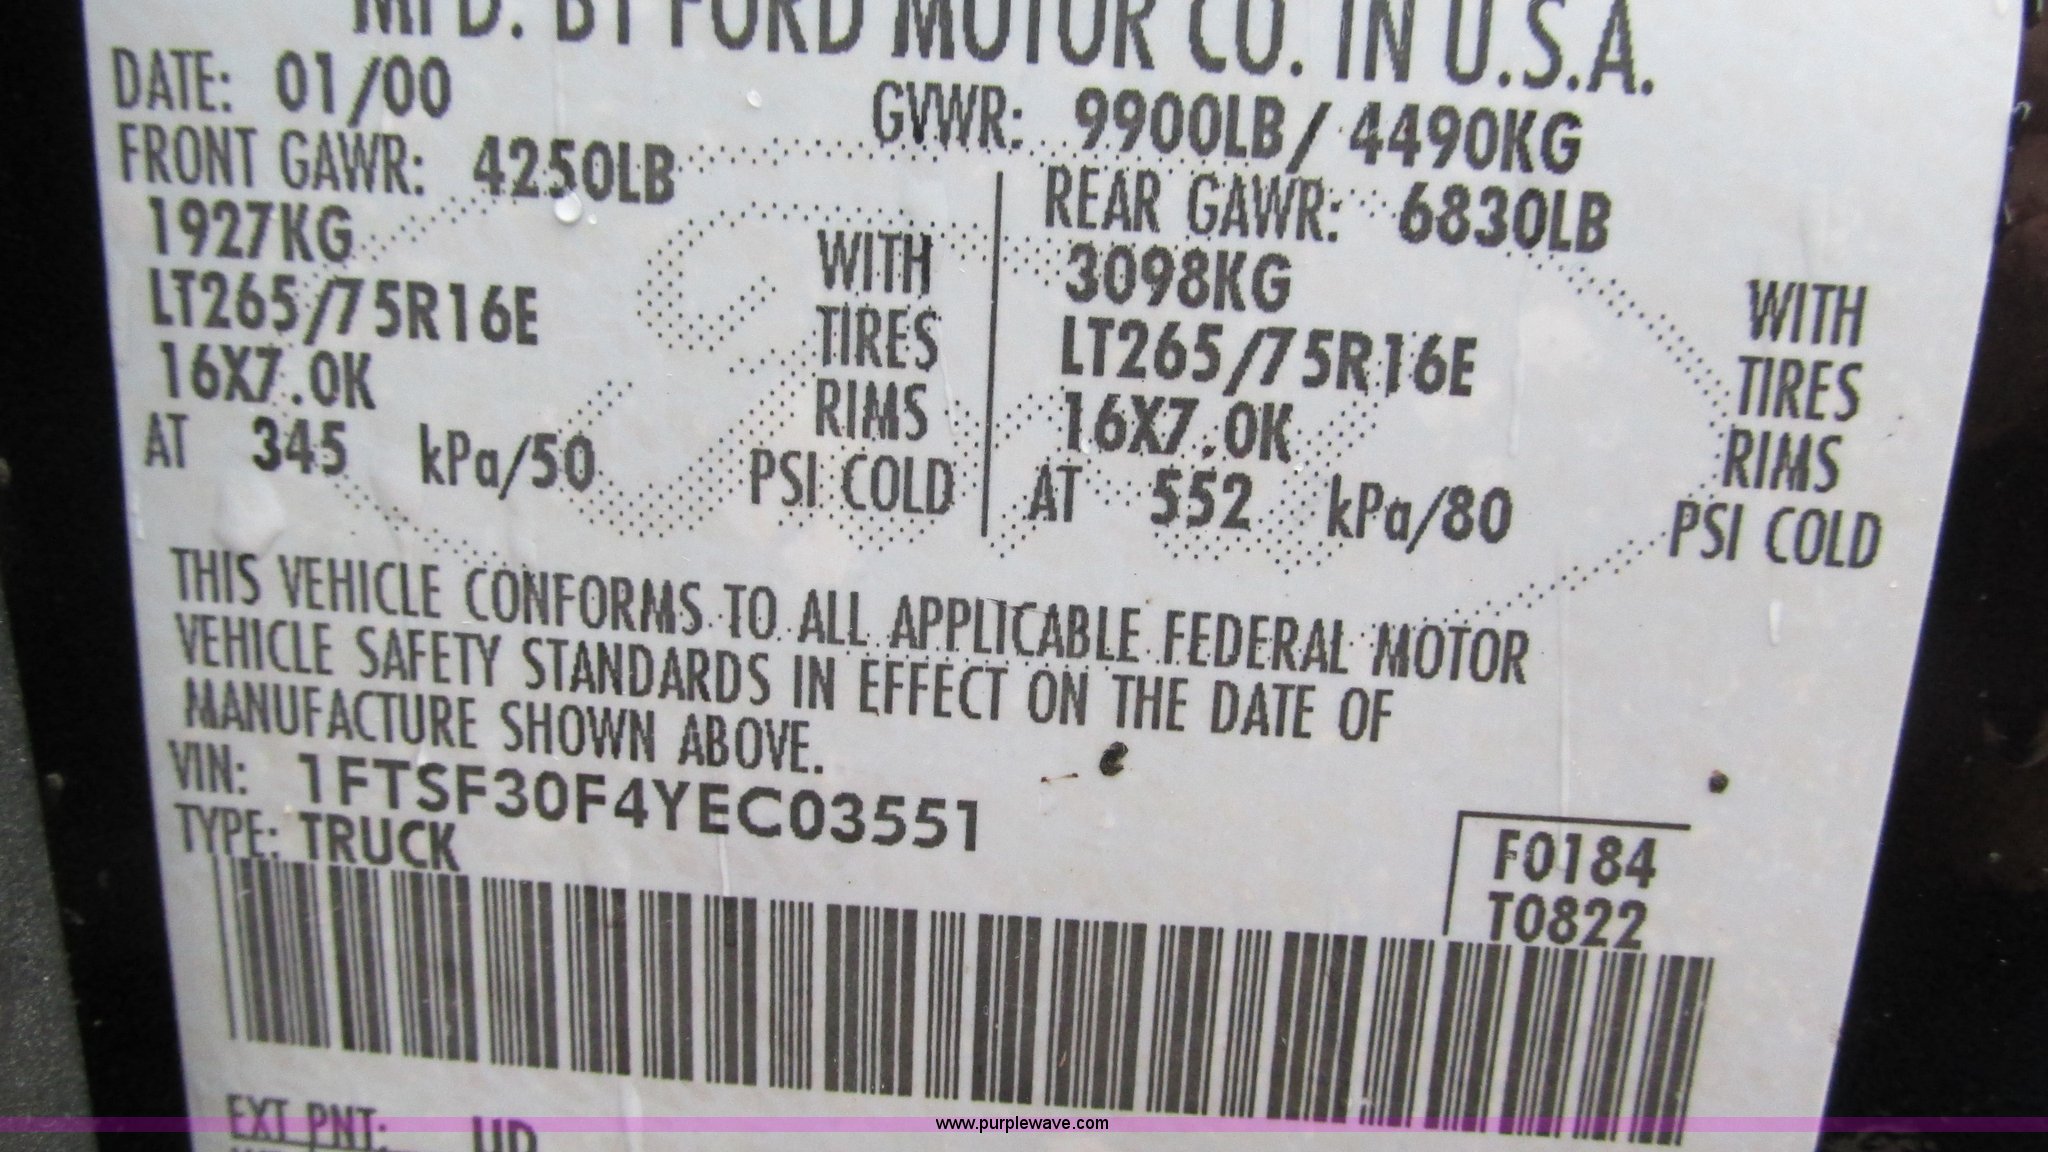 MFD. BY FORD MOTOR CO. IN U.S.A.
DATE: 01/00 GVWR: 9900LB/ 4490KG
FRONT GAWR: 4250LB REAR GAWR: 6830LB
1927KG WITH 3098KG WITH
LT265/75R16E TIRES LT265/75R16E TIRES
16X7.0K RIMS 16X7.0K RIMS
AT 345 kPa/50 PSI COLD AT 552 kPa/80 PSI COLD
THIS VEHICLE CONFORMS TO ALL APPLICABLE FEDERAL MOTOR
VEHICLE SAFETY STANDARDS IN EFFECT ON THE DATE OF
MANUFACTURE SHOWN ABOVE.
VIN: 1FTSF30F4YEC03551
TYPE: TRUCK
F0184
T0822
EXT PNT: UD
www.purplewave.com